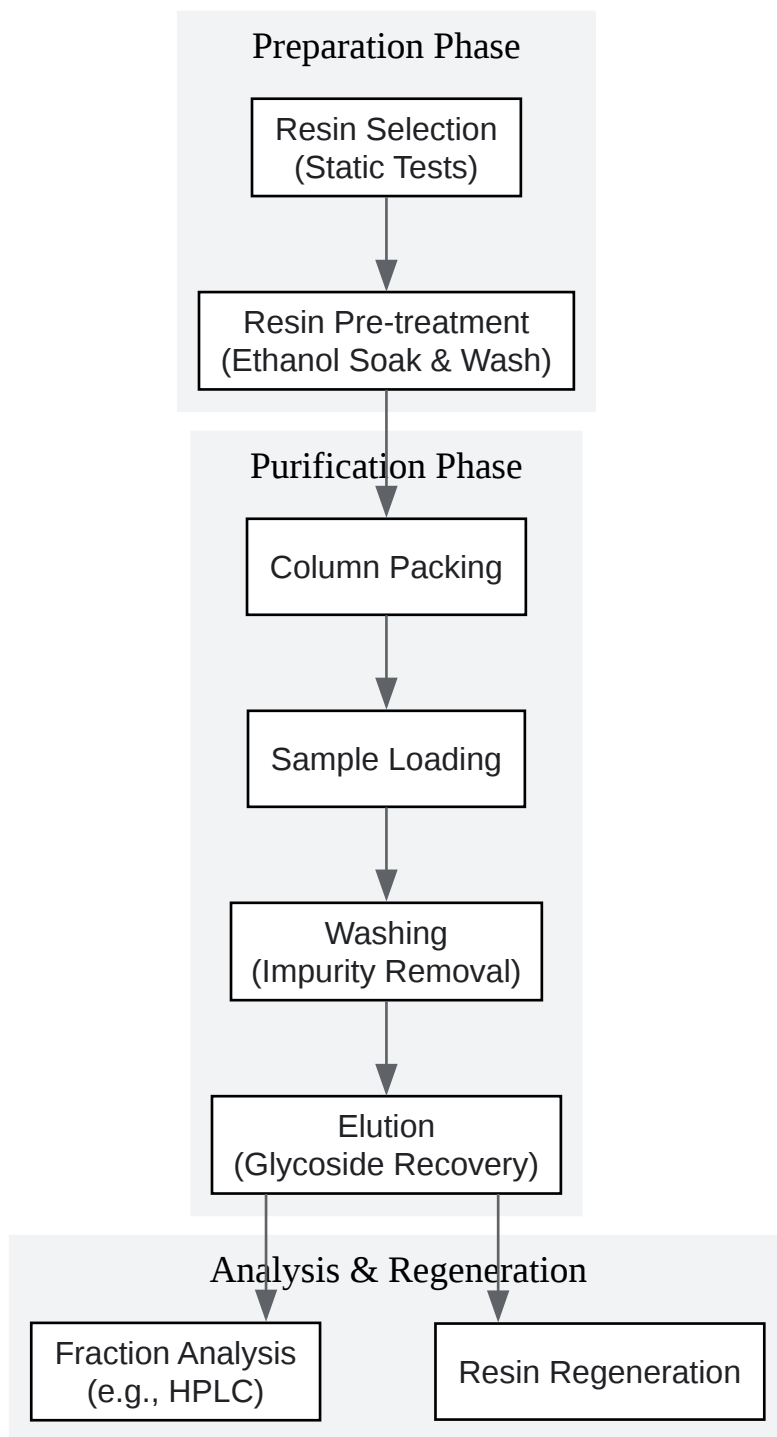 Preparation Phase
Resin Selection
(Static Tests)
Resin Pre-treatment
(Ethanol Soak & Wash)
Purification Phase
Column Packing
Sample Loading
Washing
(Impurity Removal)
Elution
(Glycoside Recovery)
Analysis & Regeneration
Fraction Analysis
(e.g., HPLC)
Resin Regeneration